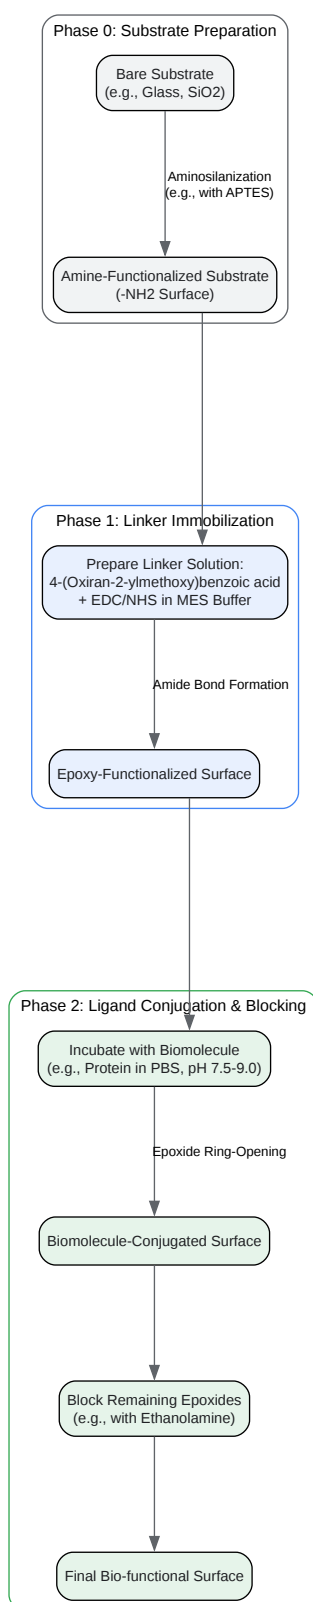 Phase 0: Substrate Preparation
Bare Substrate
(e.g., Glass, SiO2)
Aminosilanization
(e.g., with APTES)
Amine-Functionalized Substrate
(-NH2 Surface)
Phase 1: Linker Immobilization
Prepare Linker Solution:
4-(Oxiran-2-ylmethoxy)benzoic acid
+ EDC/NHS in MES Buffer
Amide Bond Formation
Epoxy-Functionalized Surface
Phase 2: Ligand Conjugation & Blocking
Incubate with Biomolecule
(e.g., Protein in PBS, pH 7.5-9.0)
Epoxide Ring-Opening
Biomolecule-Conjugated Surface
Block Remaining Epoxides
(e.g., with Ethanolamine)
Final Bio-functional Surface